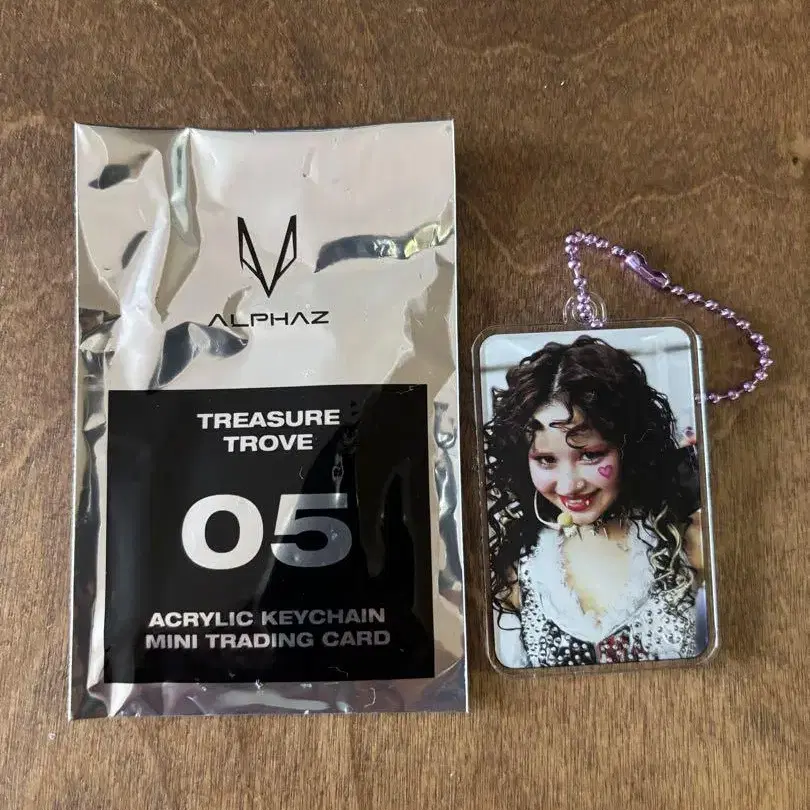 ALPHAZ
TREASURE
TROVE
05
ACRYLIC KEYCHAIN
MINI TRADING CARD